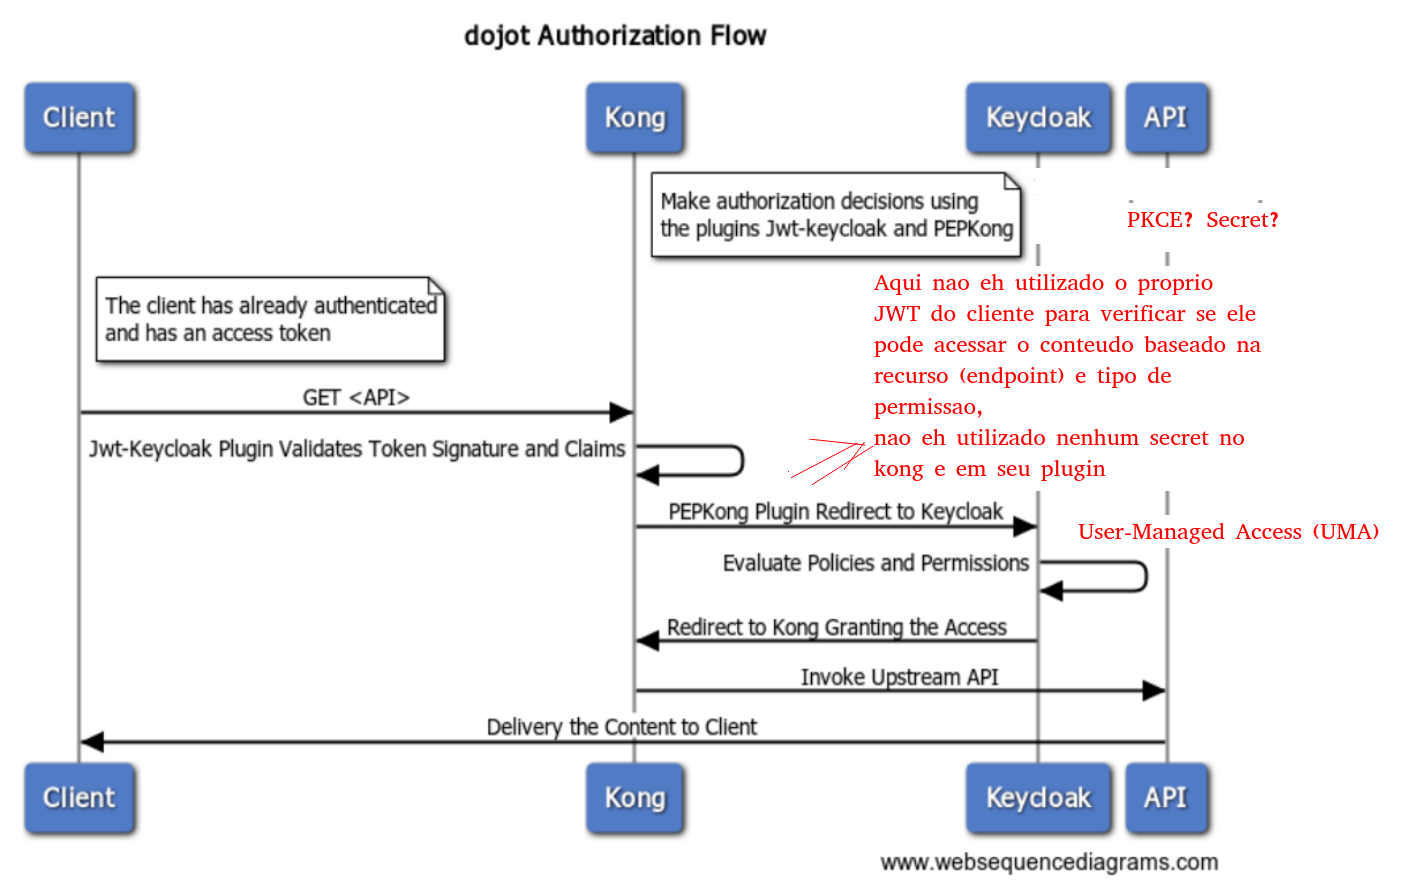 dojot Authorization Flow
Client
Kong
Keycloak
API
Make authorization decisions using
the plugins Jwt-keycloak and PEPKong
PKCE? Secret?
The client has already authenticated
and has an access token
Aqui nao eh utilizado o proprio
JWT do cliente para verificar se ele
pode acessar o conteudo baseado na
recurso (endpoint) e tipo de
permissao,
nao eh utilizado nenhum secret no
kong e em seu plugin
GET <API>
Jwt-Keycloak Plugin Validates Token Signature and Claims
PEPKong Plugin Redirect to Keycloak
User-Managed Access (UMA)
Evaluate Policies and Permissions
Redirect to Kong Granting the Access
Invoke Upstream API
Delivery the Content to Client
Client
Kong
Keycloak
API
www.websequencediagrams.com